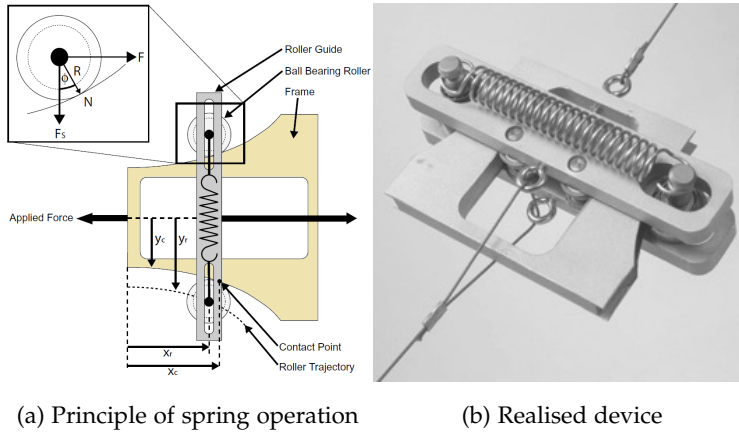 F
R
ϕ
N
Fs
Roller Guide
Ball Bearing Roller
Frame
Applied Force
yc
yr
Contact Point
Roller Trajectory
xr
xc
(a) Principle of spring operation
(b) Realised device